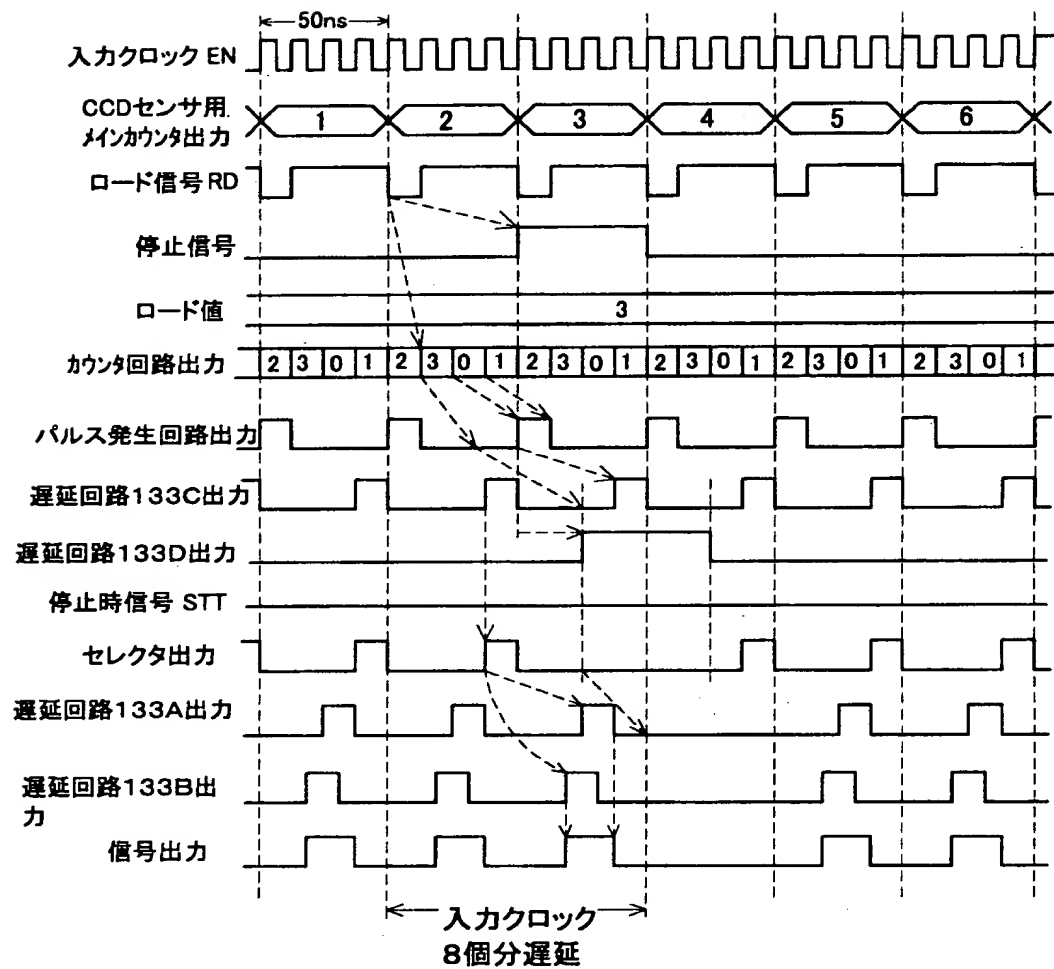 50ns
入力クロック EN
CCDセンサ用
メインカウンタ出力
1 2 3 4 5 6
ロード信号 RD
停止信号
ロード値
3
カウンタ回路出力
2 3 0 1 2 3 0 1 2 3 0 1 2 3 0 1 2 3 0 1 2 3 0 1
パルス発生回路出力
遅延回路133C出力
遅延回路133D出力
停止時信号 STT
セレクタ出力
遅延回路133A出力
遅延回路133B出
力
信号出力
入力クロック
8個分遅延